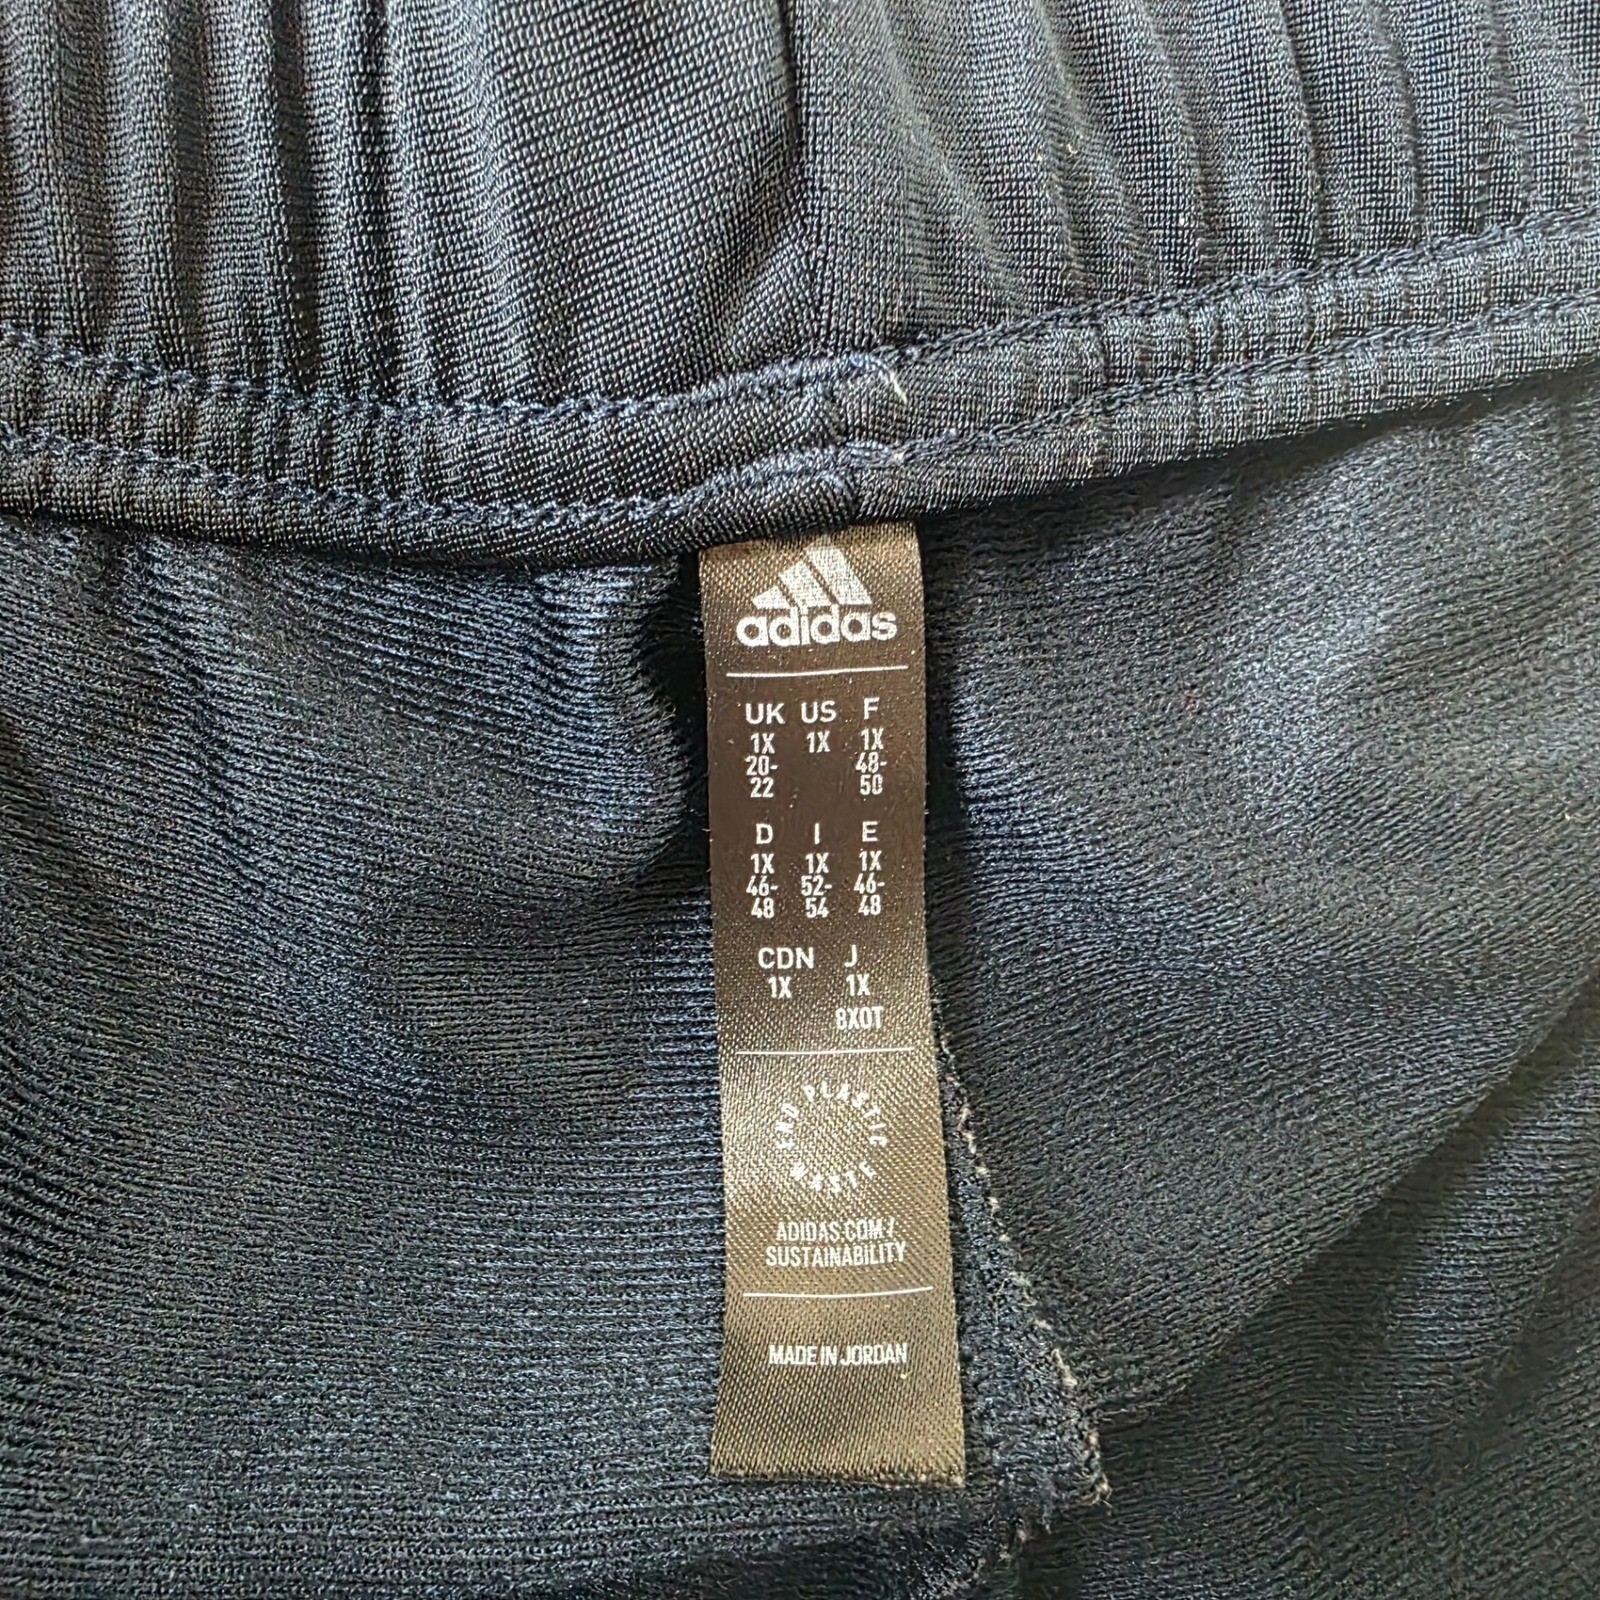 adidas
UK US F
1X 1X 1X
20- 48-
22 50
D I E
1X 1X 1X
46- 52- 46-
48 54 48
CDN J
1X 1X
8XOT
END PLASTIC WASTE
ADIDAS.COM/
SUSTAINABILITY
MADE IN JORDAN